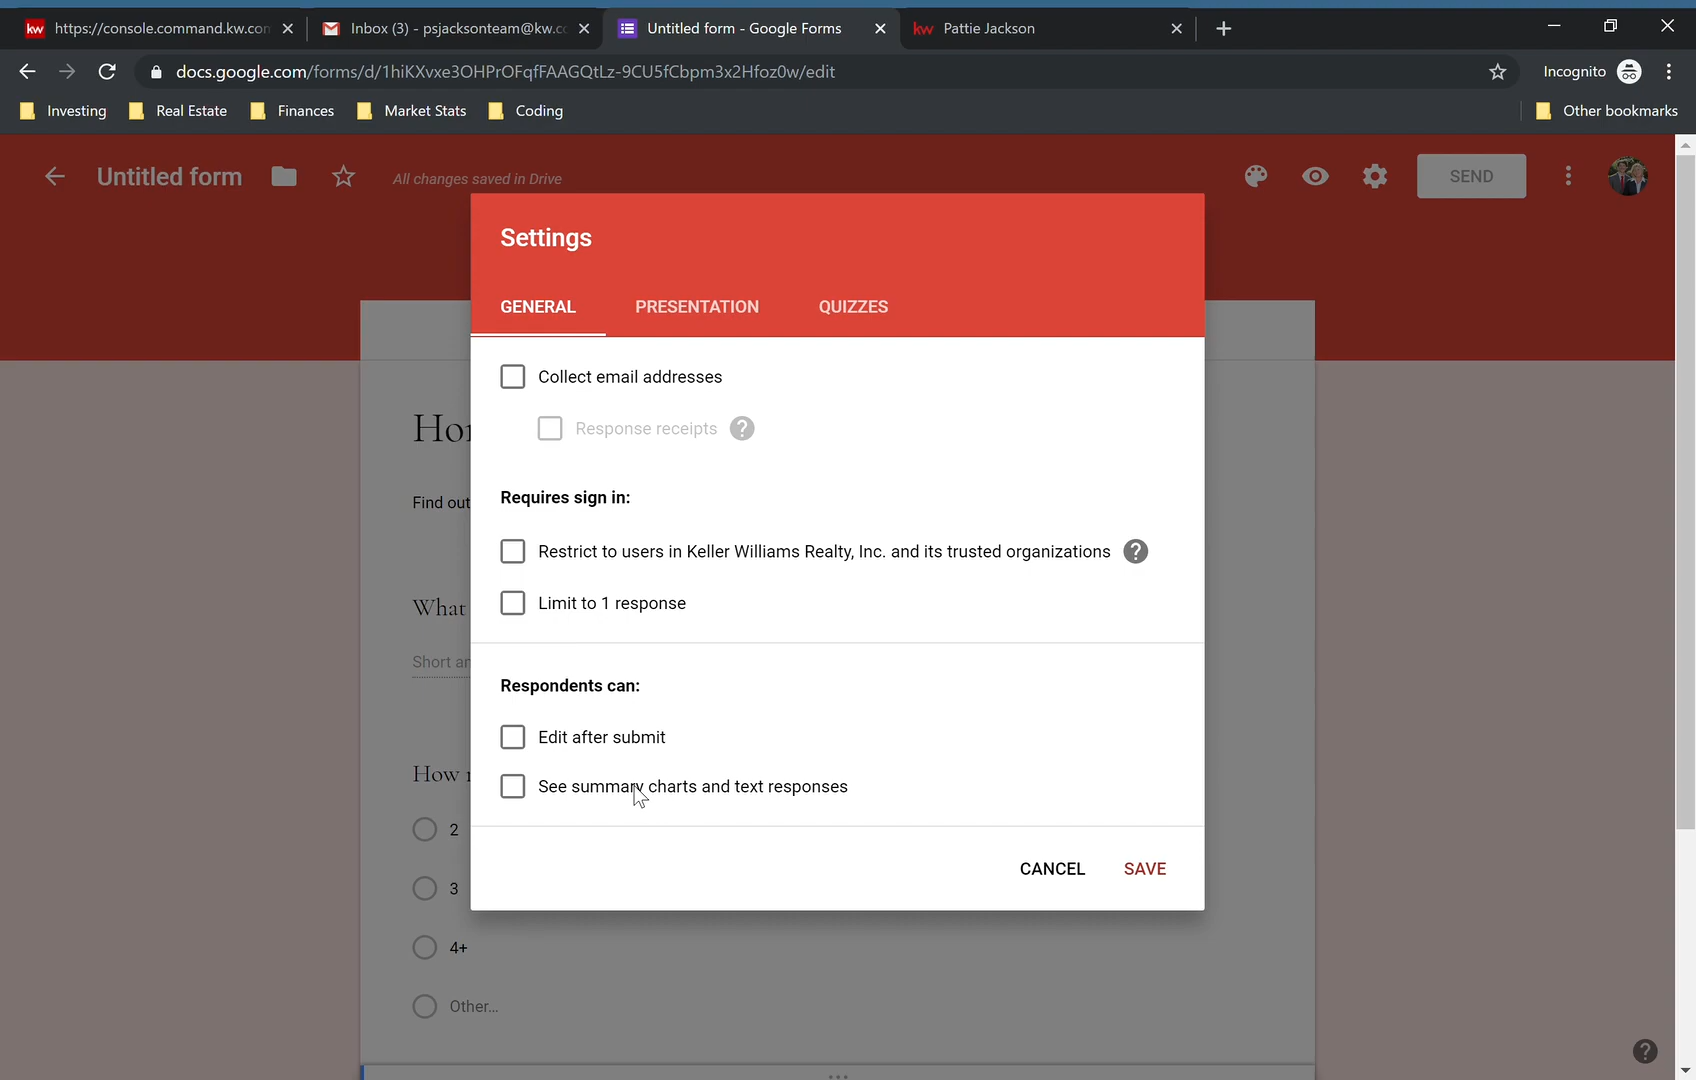 kw https://console.command.kw.con
Inbox (3) - psjacksonteam@kw.cc
Untitled form - Google Forms
kw Pattie Jackson
docs.google.com/forms/d/1hiKXvxe3OHPrOFqfFAAGQtLz-9CU5fCbpm3x2Hfoz0w/edit
Incognito
Investing
Real Estate
Finances
Market Stats
Coding
Other bookmarks
Untitled form
All changes saved in Drive
SEND
Settings
GENERAL
PRESENTATION
QUIZZES
Collect email addresses
Response receipts ?
Requires sign in:
Restrict to users in Keller Williams Realty, Inc. and its trusted organizations ?
Limit to 1 response
Respondents can:
Edit after submit
See summary charts and text responses
CANCEL
SAVE
Find out
What
Short an
2
3
4+
Other...
?